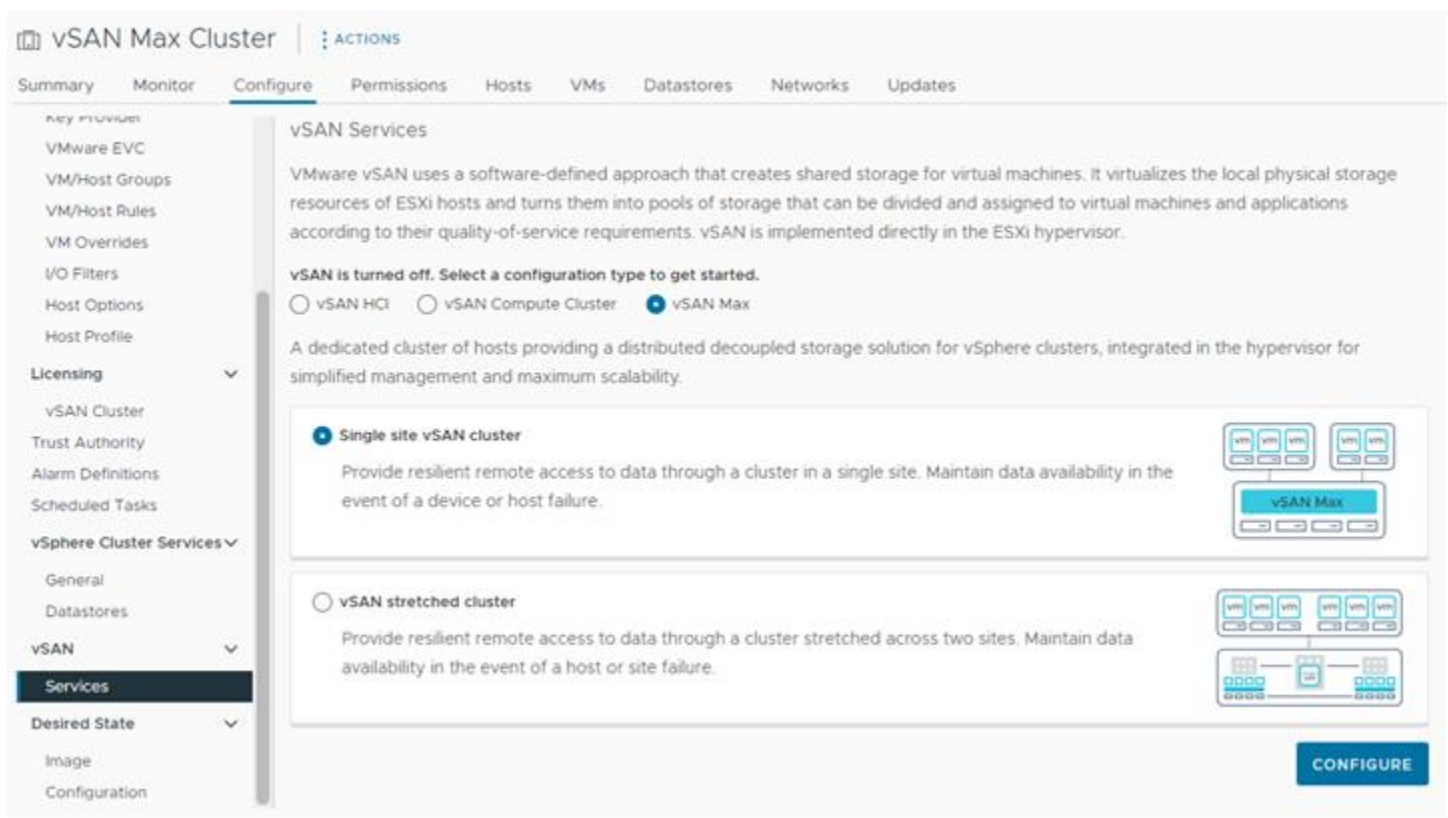 vSAN Max Cluster
ACTIONS
Summary Monitor Configure Permissions Hosts VMs Datastores Networks Updates
Key Provider
VMware EVC
VM/Host Groups
VM/Host Rules
VM Overrides
I/O Filters
Host Options
Host Profile
Licensing
vSAN Cluster
Trust Authority
Alarm Definitions
Scheduled Tasks
vSphere Cluster Services
General
Datastores
vSAN
Services
Desired State
Image
Configuration
vSAN Services
VMware vSAN uses a software-defined approach that creates shared storage for virtual machines. It virtualizes the local physical storage
resources of ESXi hosts and turns them into pools of storage that can be divided and assigned to virtual machines and applications
according to their quality-of-service requirements. vSAN is implemented directly in the ESXi hypervisor.
vSAN is turned off. Select a configuration type to get started.
vSAN HCI vSAN Compute Cluster vSAN Max
A dedicated cluster of hosts providing a distributed decoupled storage solution for vSphere clusters, integrated in the hypervisor for
simplified management and maximum scalability.
Single site vSAN cluster
Provide resilient remote access to data through a cluster in a single site. Maintain data availability in the
event of a device or host failure.
vm vm vm vm vm
vSAN Max
vSAN stretched cluster
Provide resilient remote access to data through a cluster stretched across two sites. Maintain data
availability in the event of a host or site failure.
vm vm vm vm vm vm
vm
CONFIGURE